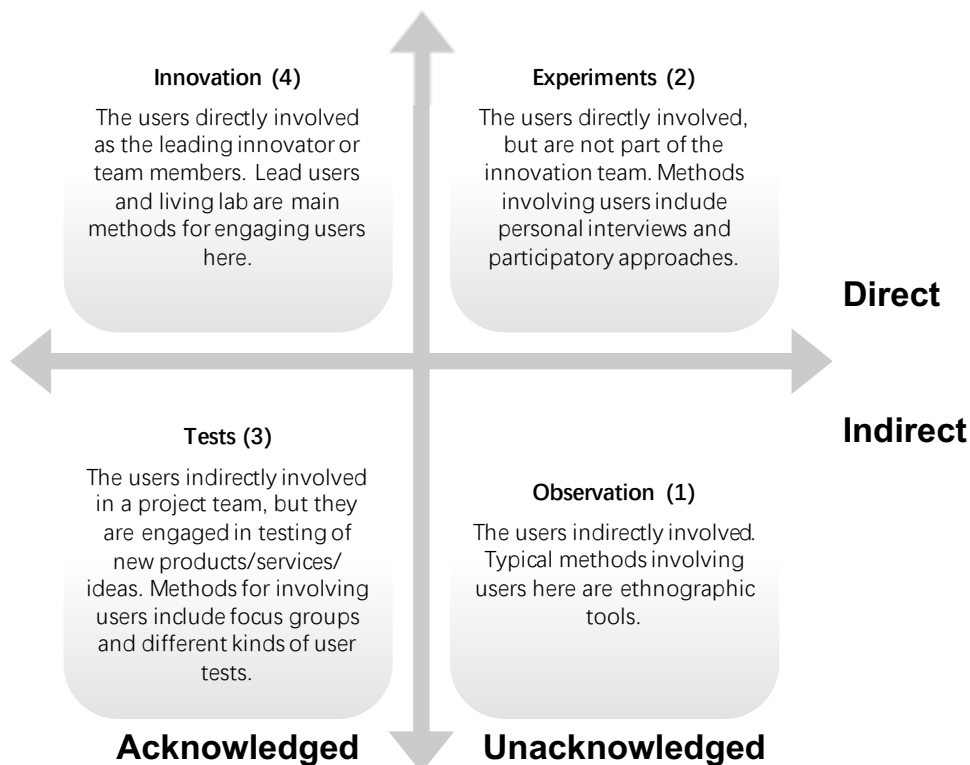 Innovation (4)
The users directly involved
as the leading innovator or
team members. Lead users
and living lab are main
methods for engaging users
here.
Experiments (2)
The users directly involved,
but are not part of the
innovation team. Methods
involving users include
personal interviews and
participatory approaches.
Direct
Indirect
Tests (3)
The users indirectly involved
in a project team, but they
are engaged in testing of
new products/services/
ideas. Methods for involving
users include focus groups
and different kinds of user
tests.
Observation (1)
The users indirectly involved.
Typical methods involving
users here are ethnographic
tools.
Acknowledged
Unacknowledged